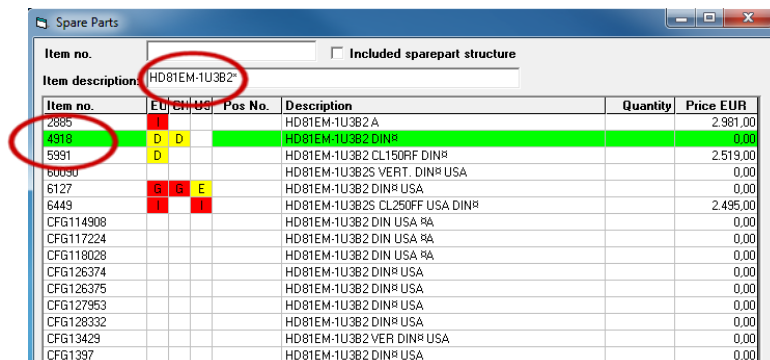 Spare Parts
Item no. Included sparepart structure
Item description: HD81EM-1U3B2*
Item no. EU CH US Pos No. Description Quantity Price EUR
2885 I HD81EM-1U3B2 A 2.981,00
4918 D D HD81EM-1U3B2 DIN¤ 0,00
5991 D HD81EM-1U3B2 CL150RF DIN¤ 2.519,00
60090 HD81EM-1U3B2S VERT. DIN¤ USA
6127 G G E HD81EM-1U3B2 DIN¤ USA 0,00
6449 I I HD81EM-1U3B2S CL250FF USA DIN¤ 2.495,00
CFG114908 HD81EM-1U3B2 DIN USA ¤A 0,00
CFG117224 HD81EM-1U3B2 DIN USA ¤A 0,00
CFG118028 HD81EM-1U3B2 DIN USA ¤A 0,00
CFG126374 HD81EM-1U3B2 DIN¤ USA 0,00
CFG126375 HD81EM-1U3B2 DIN¤ USA 0,00
CFG127953 HD81EM-1U3B2 DIN¤ USA 0,00
CFG128332 HD81EM-1U3B2 DIN¤ USA 0,00
CFG13429 HD81EM-1U3B2 VER DIN¤ USA 0,00
CFG1397 HD81EM-1U3B2 DIN¤ USA 0,00